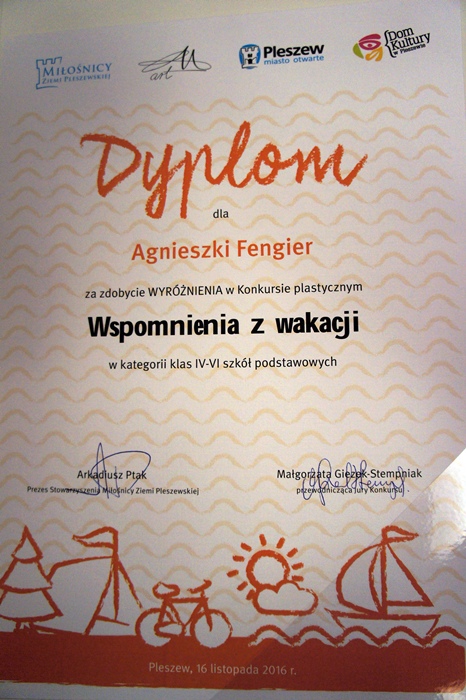 MIŁOŚNICY
ZIEMI PLESZEWSKIEJ
art
Pleszew
miasto otwarte
Dom
Kultury
w Pleszewie
Dyplom
dla
Agnieszki Fengier
za zdobycie WYRÓŻNIENIA w Konkursie plastycznym
Wspomnienia z wakacji
w kategorii klas IV-VI szkół podstawowych
Arkadiusz Ptak
Prezes Stowarzyszenia Miłośnicy Ziemi Pleszewskiej
Małgorzata Giezek-Stempniak
przewodnicząca Jury Konkursu
Pleszew, 16 listopada 2016 r.